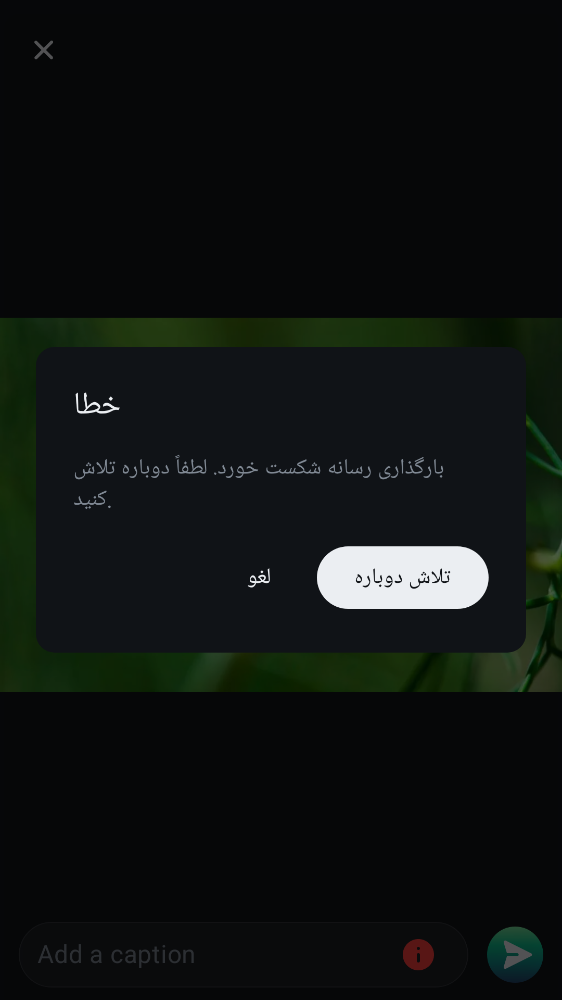 خطا
بارگذاری رسانه شکست خورد. لطفاً دوباره تلاش
کنید.
لغو
تلاش دوباره
Add a caption